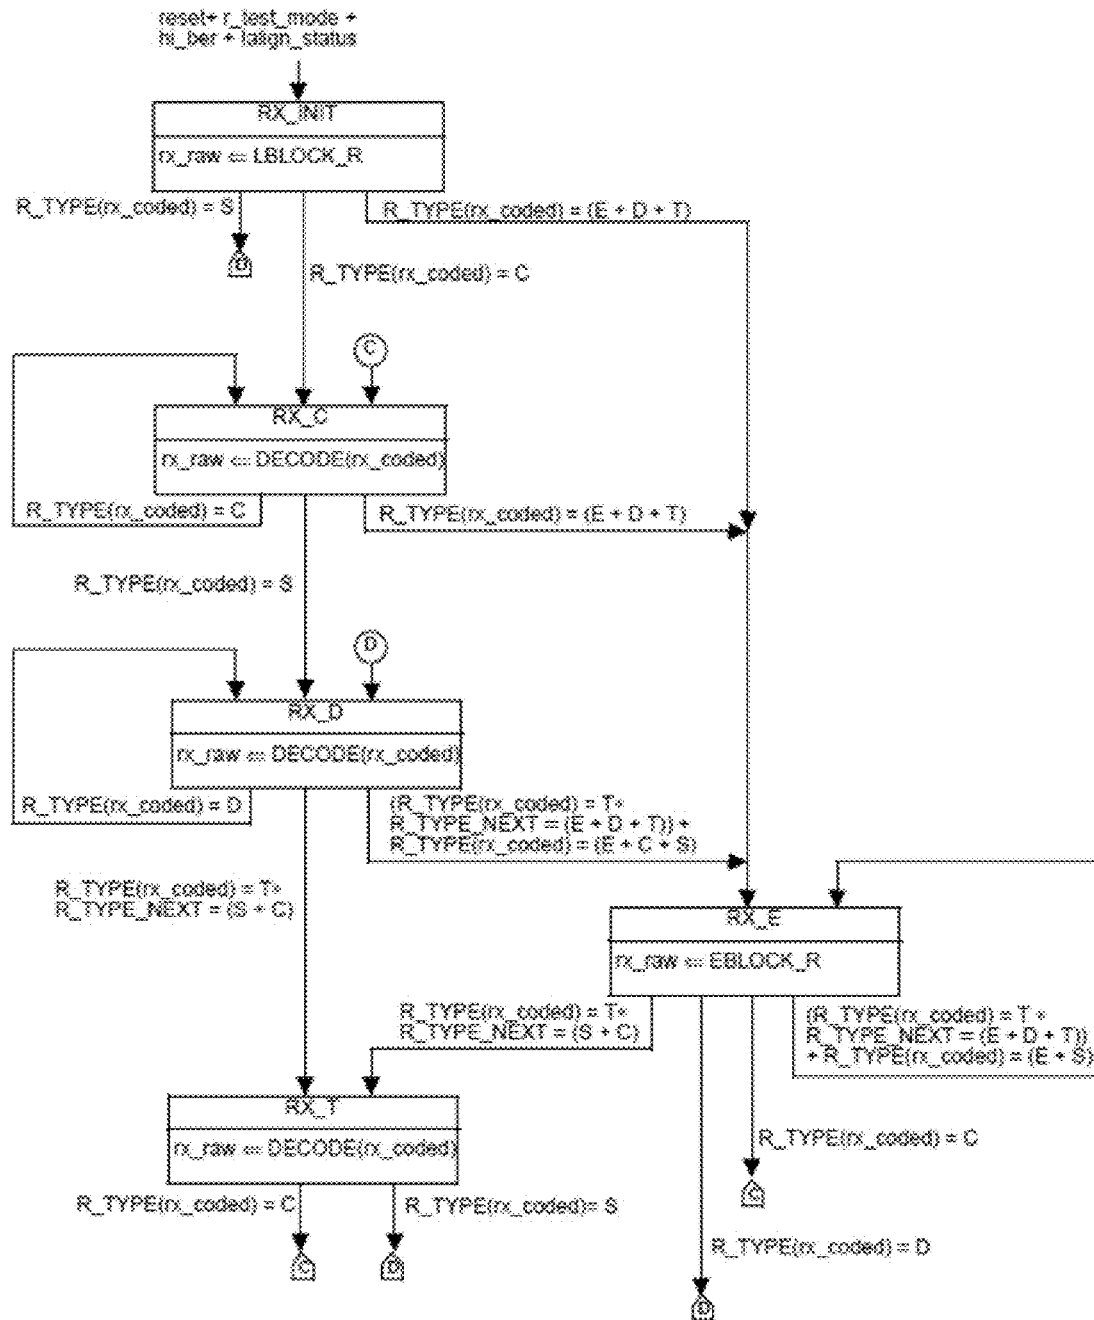 reset+ r_test_mode +
hi_ber + !align_status
RX_INIT
rx_raw ⇐ LBLOCK_R
R_TYPE(rx_coded) = S
R_TYPE(rx_coded) = (E + D + T)
D
R_TYPE(rx_coded) = C
C
RX_C
rx_raw ⇐ DECODE(rx_coded)
R_TYPE(rx_coded) = C
R_TYPE(rx_coded) = (E + D + T)
R_TYPE(rx_coded) = S
D
RX_D
rx_raw ⇐ DECODE(rx_coded)
R_TYPE(rx_coded) = D
(R_TYPE(rx_coded) = T*
R_TYPE_NEXT = (E + D + T)) +
R_TYPE(rx_coded) = (E + C + S)
R_TYPE(rx_coded) = T*
R_TYPE_NEXT = (S + C)
RX_E
rx_raw ⇐ EBLOCK_R
R_TYPE(rx_coded) = T*
R_TYPE_NEXT = (S + C)
(R_TYPE(rx_coded) = T *
R_TYPE_NEXT = (E + D + T))
+ R_TYPE(rx_coded) = (E + S)
RX_T
rx_raw ⇐ DECODE(rx_coded)
R_TYPE(rx_coded) = C
C
R_TYPE(rx_coded) = C
R_TYPE(rx_coded)= S
C
D
R_TYPE(rx_coded) = D
D